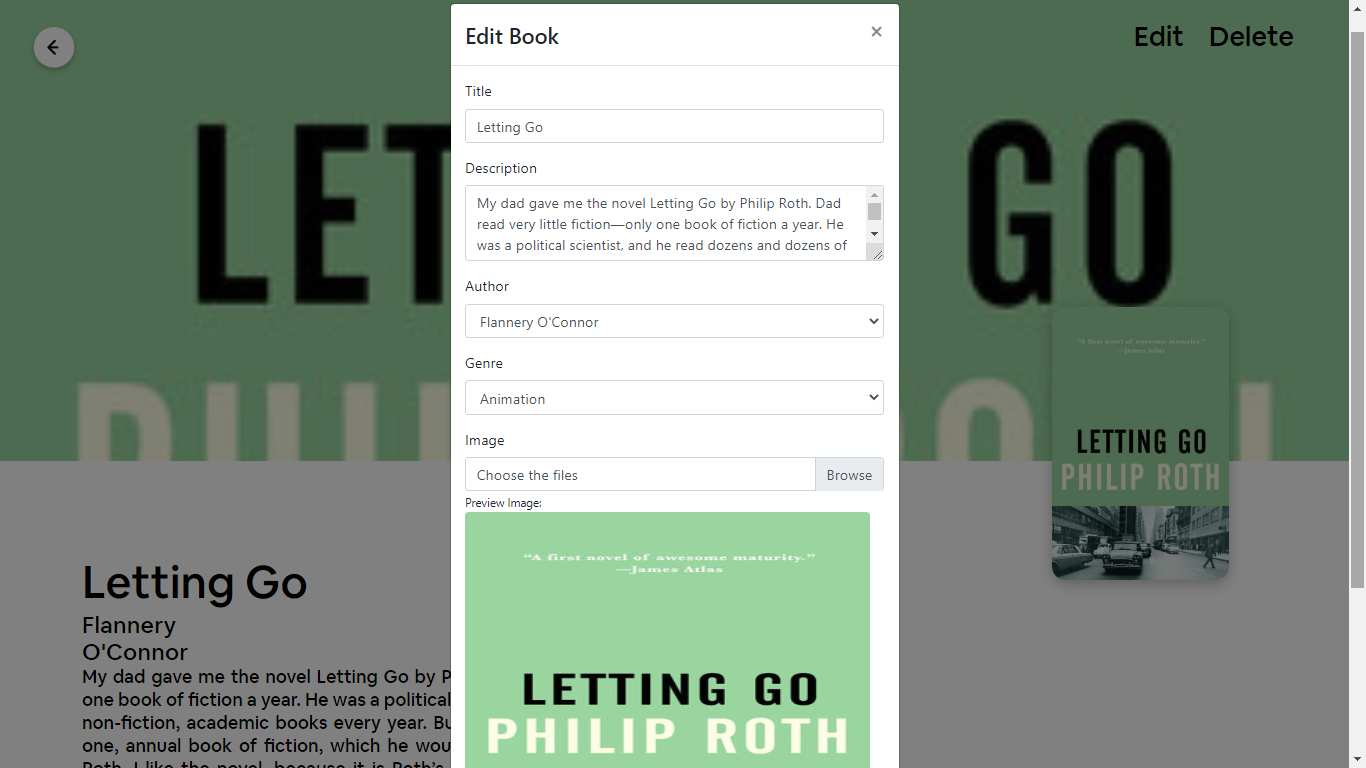 Edit Book
×
Edit Delete
LET GO
PHIL ROTH
Title
Letting Go
Description
My dad gave me the novel Letting Go by Philip Roth. Dad
read very little fiction—only one book of fiction a year. He
was a political scientist, and he read dozens and dozens of
Author
Flannery O'Connor
Genre
Animation
Image
Choose the files
Browse
Preview Image:
“A first novel of awesome maturity.”
—James Atlas
LETTING GO
PHILIP ROTH
“A first novel of awesome maturity.”
—James Atlas
LETTING GO
PHILIP ROTH
Letting Go
Flannery
O'Connor
My dad gave me the novel Letting Go by P
one book of fiction a year. He was a political
non-fiction, academic books every year. Bu
one, annual book of fiction, which he wou
Roth. I like the novel, because it is Roth's